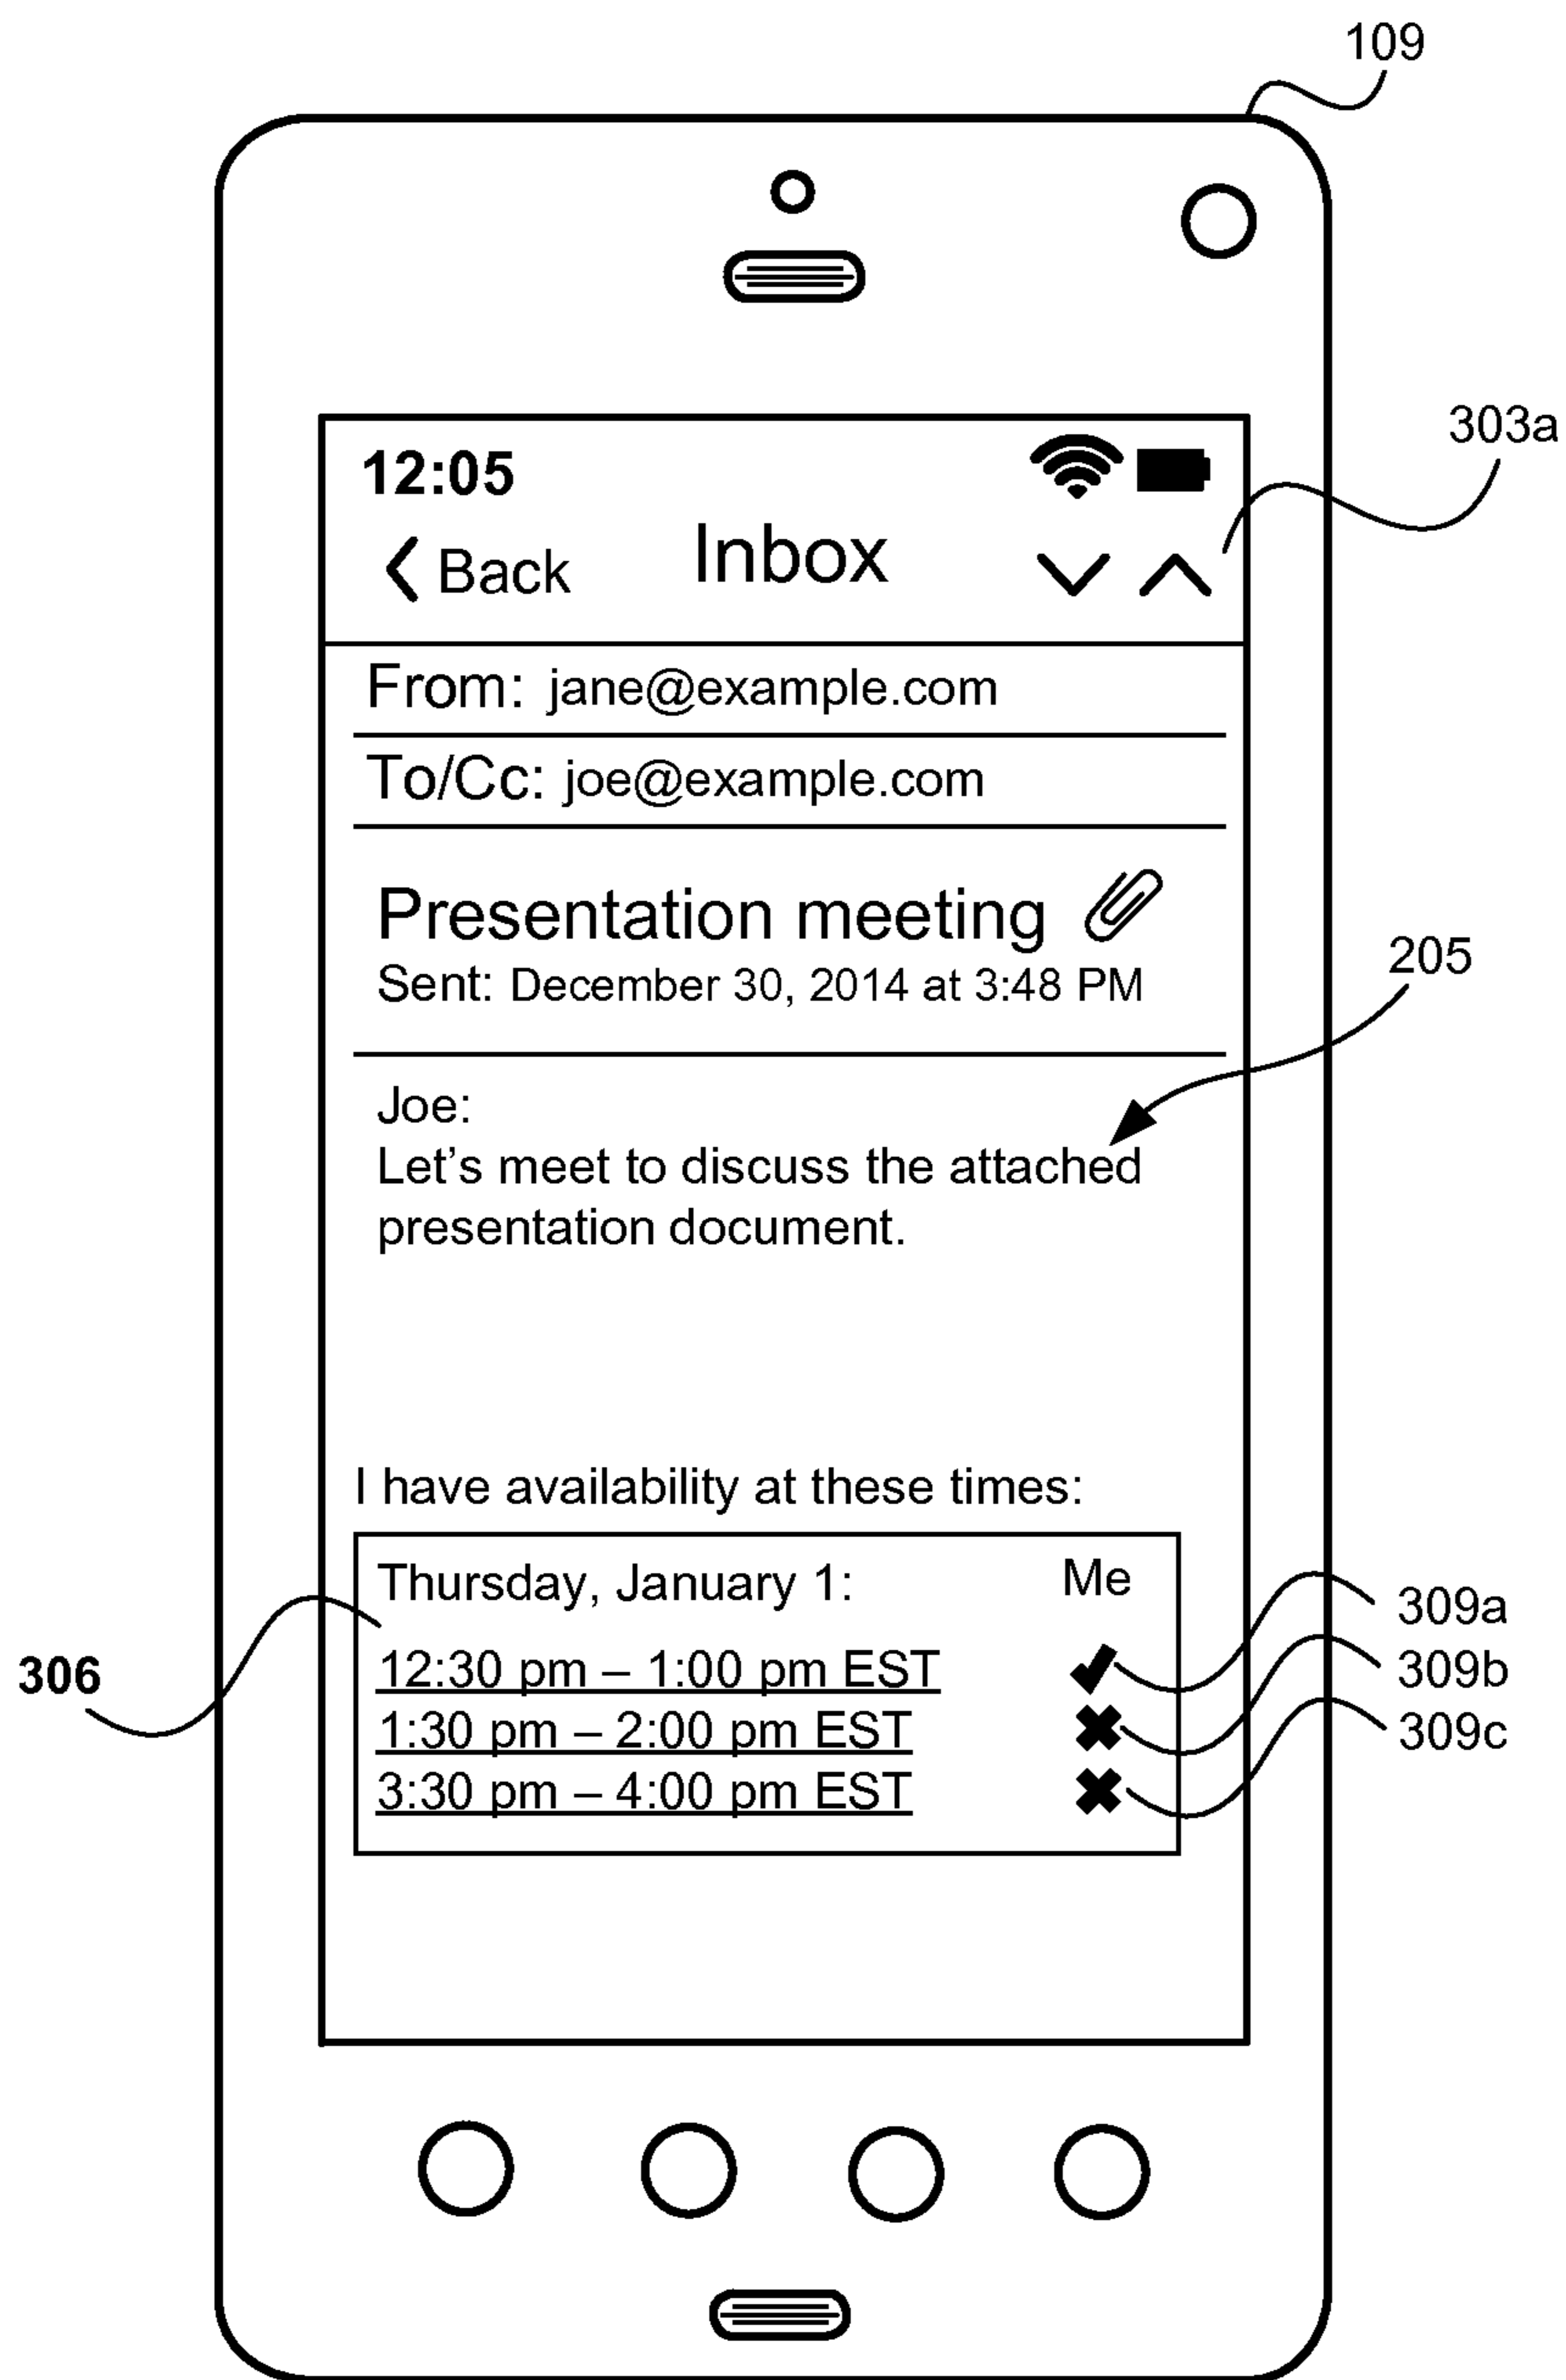 109
303a
12:05
Back
Inbox
From: jane@example.com
To/Cc: joe@example.com
Presentation meeting
Sent: December 30, 2014 at 3:48 PM
205
Joe:
Let's meet to discuss the attached
presentation document.
I have availability at these times:
Thursday, January 1: Me
12:30 pm – 1:00 pm EST
1:30 pm – 2:00 pm EST
3:30 pm – 4:00 pm EST
306
309a
309b
309c